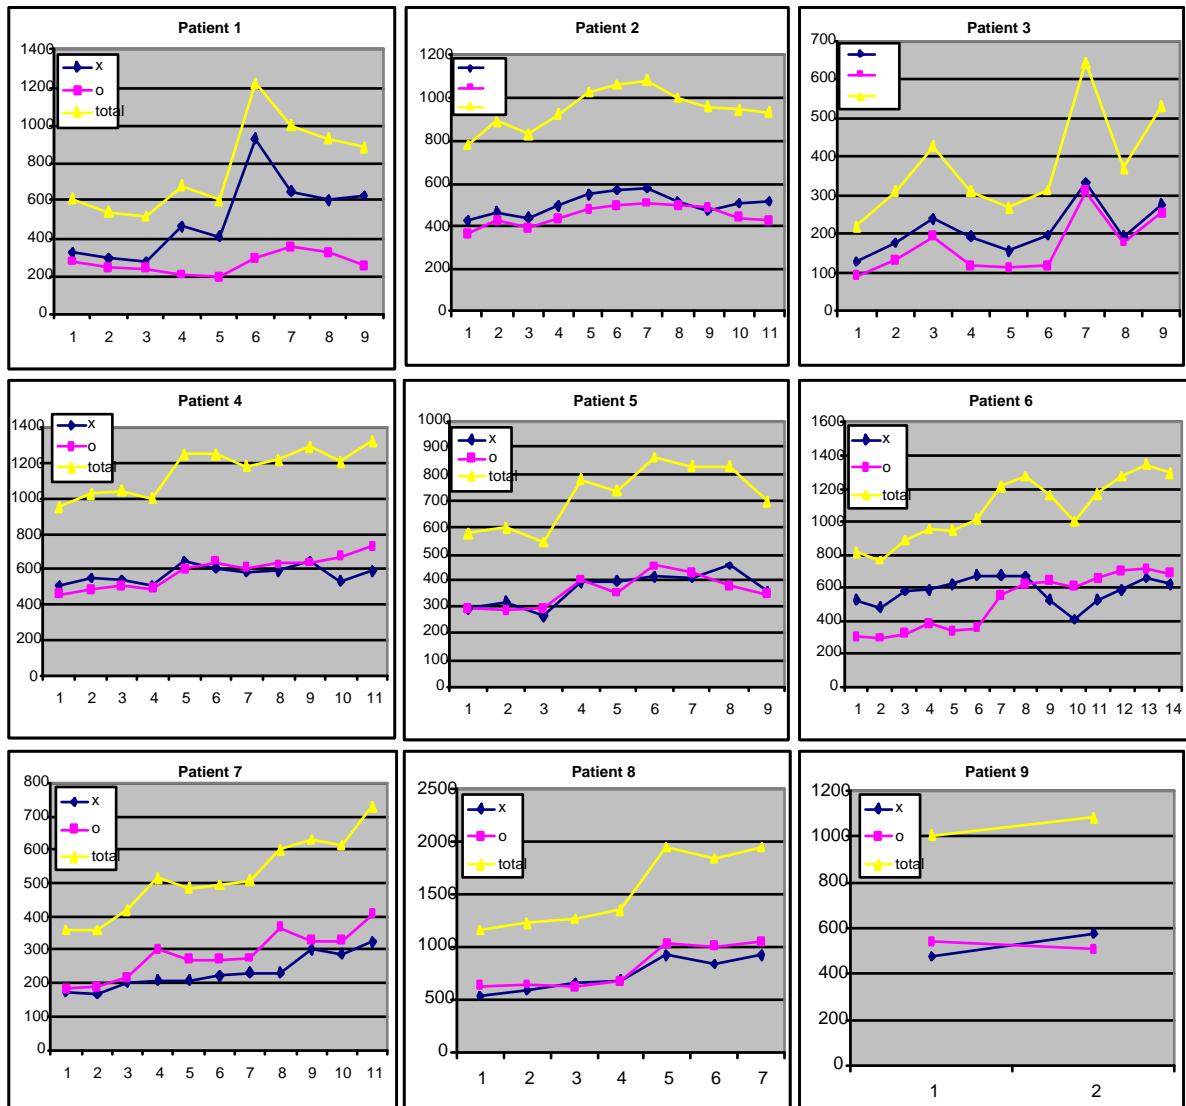 Patient 1
1400
1200
1000
800
600
400
200
0
x
o
total
1 2 3 4 5 6 7 8 9
Patient 2
1200
1000
800
600
400
200
0
1 2 3 4 5 6 7 8 9 10 11
Patient 3
700
600
500
400
300
200
100
0
1 2 3 4 5 6 7 8 9
Patient 4
1400
1200
1000
800
600
400
200
0
x
o
total
1 2 3 4 5 6 7 8 9 10 11
Patient 5
1000
900
800
700
600
500
400
300
200
100
0
x
o
total
1 2 3 4 5 6 7 8 9
Patient 6
1600
1400
1200
1000
800
600
400
200
0
x
o
total
1 2 3 4 5 6 7 8 9 10 11 12 13 14
Patient 7
800
700
600
500
400
300
200
100
0
x
o
total
1 2 3 4 5 6 7 8 9 10 11
Patient 8
2500
2000
1500
1000
500
0
x
o
total
1 2 3 4 5 6 7
Patient 9
1200
1000
800
600
400
200
0
x
o
total
1 2